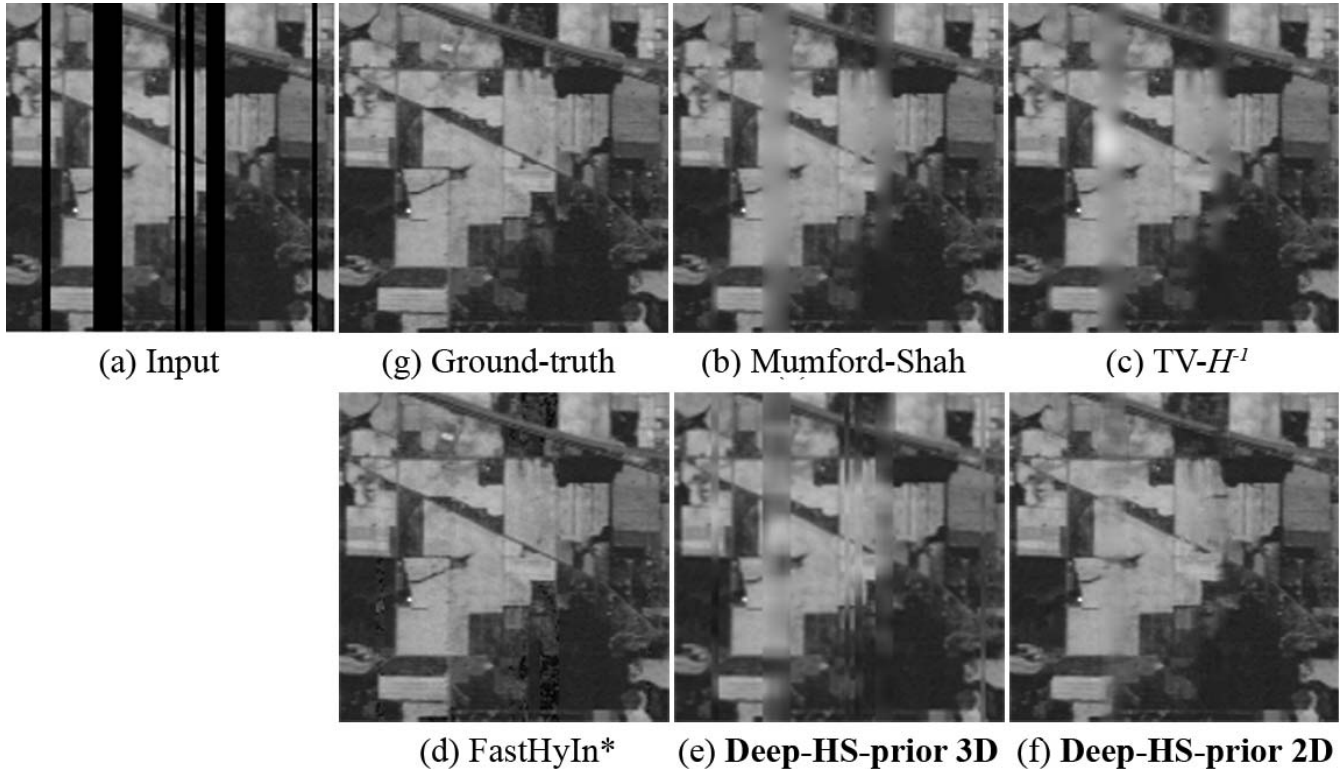 (a) Input (g) Ground-truth (b) Mumford-Shah (c) TV-H⁻¹
(d) FastHyIn* (e) Deep-HS-prior 3D (f) Deep-HS-prior 2D